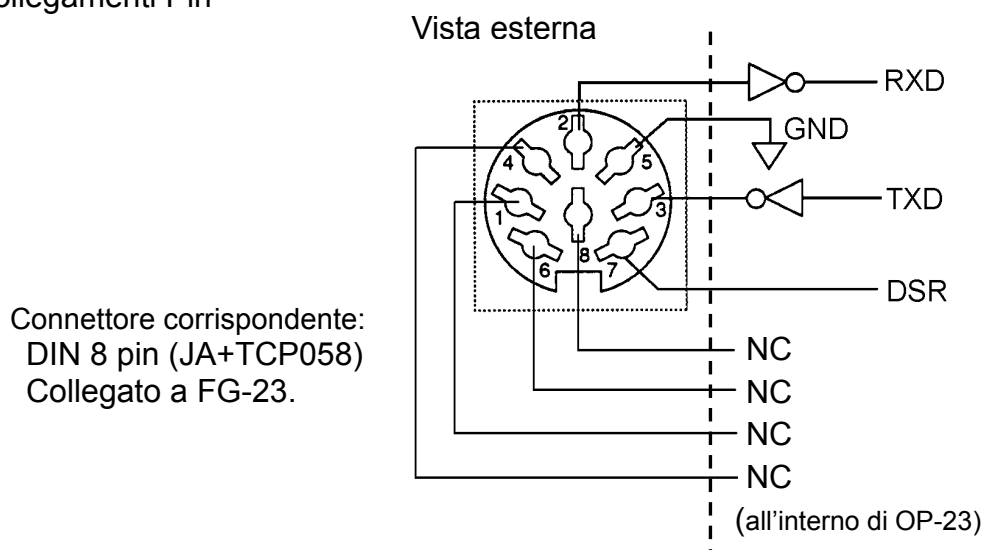 Pin
Vista esterna
RXD
GND
TXD
DSR
2
4
5
1
3
6
8
7
Connettore corrispondente:
DIN 8 pin (JA+TCP058)
Collegato a FG-23.
NC
NC
NC
NC
(all’interno di OP-23)